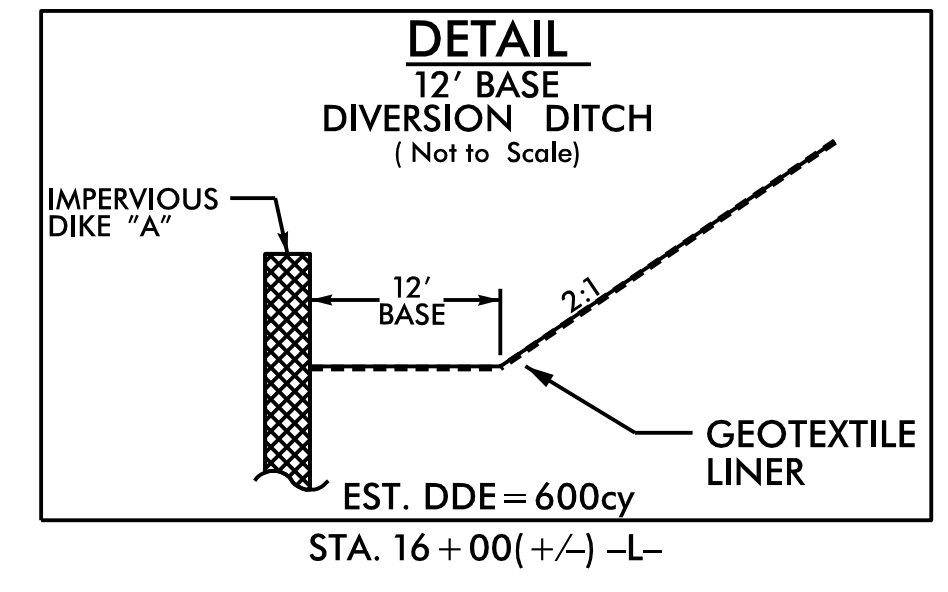 DETAIL
12' BASE
DIVERSION DITCH
( Not to Scale)
IMPERVIOUS
DIKE "A"
12'
BASE
2:1
GEOTEXTILE
LINER
EST. DDE = 600cy
STA. 16 + 00( +/-) -L-